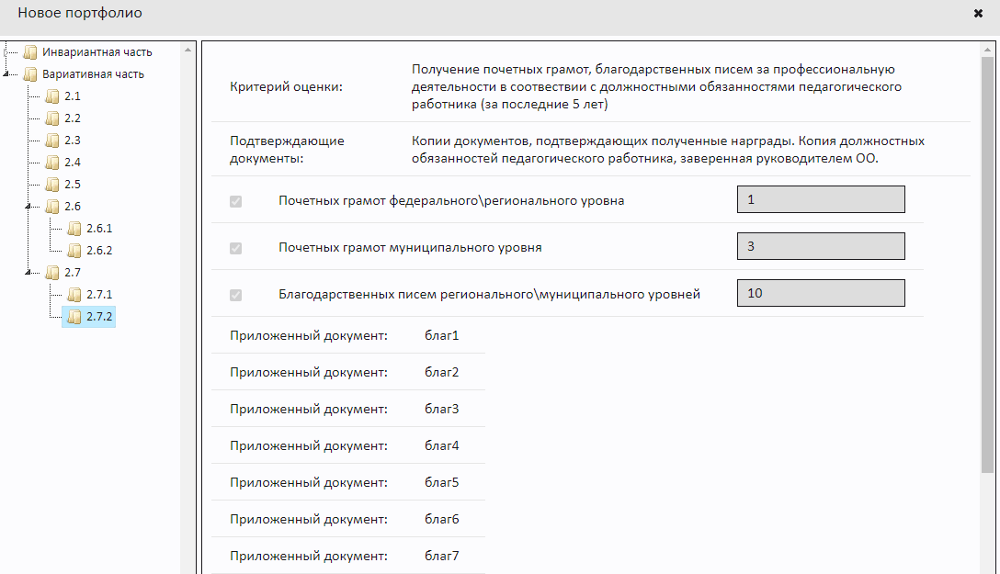 Новое портфолио
Инвариантная часть
Вариативная часть
2.1
2.2
2.3
2.4
2.5
2.6
2.6.1
2.6.2
2.7
2.7.1
2.7.2
Критерий оценки:
Получение почетных грамот, благодарственных писем за профессиональную
деятельности в соотвествии с должностными обязанностями педагогического
работника (за последние 5 лет)
Подтверждающие
документы:
Копии документов, подтверждающих полученные нарграды. Копия должностных
обязанностей педагогического работника, заверенная руководителем ОО.
Почетных грамот федерального\регионального уровна
1
Почетных грамот муниципального уровня
3
Благодарственных писем регионального\муниципального уровней
10
Приложенный документ: благ1
Приложенный документ: благ2
Приложенный документ: благ3
Приложенный документ: благ4
Приложенный документ: благ5
Приложенный документ: благ6
Приложенный документ: благ7